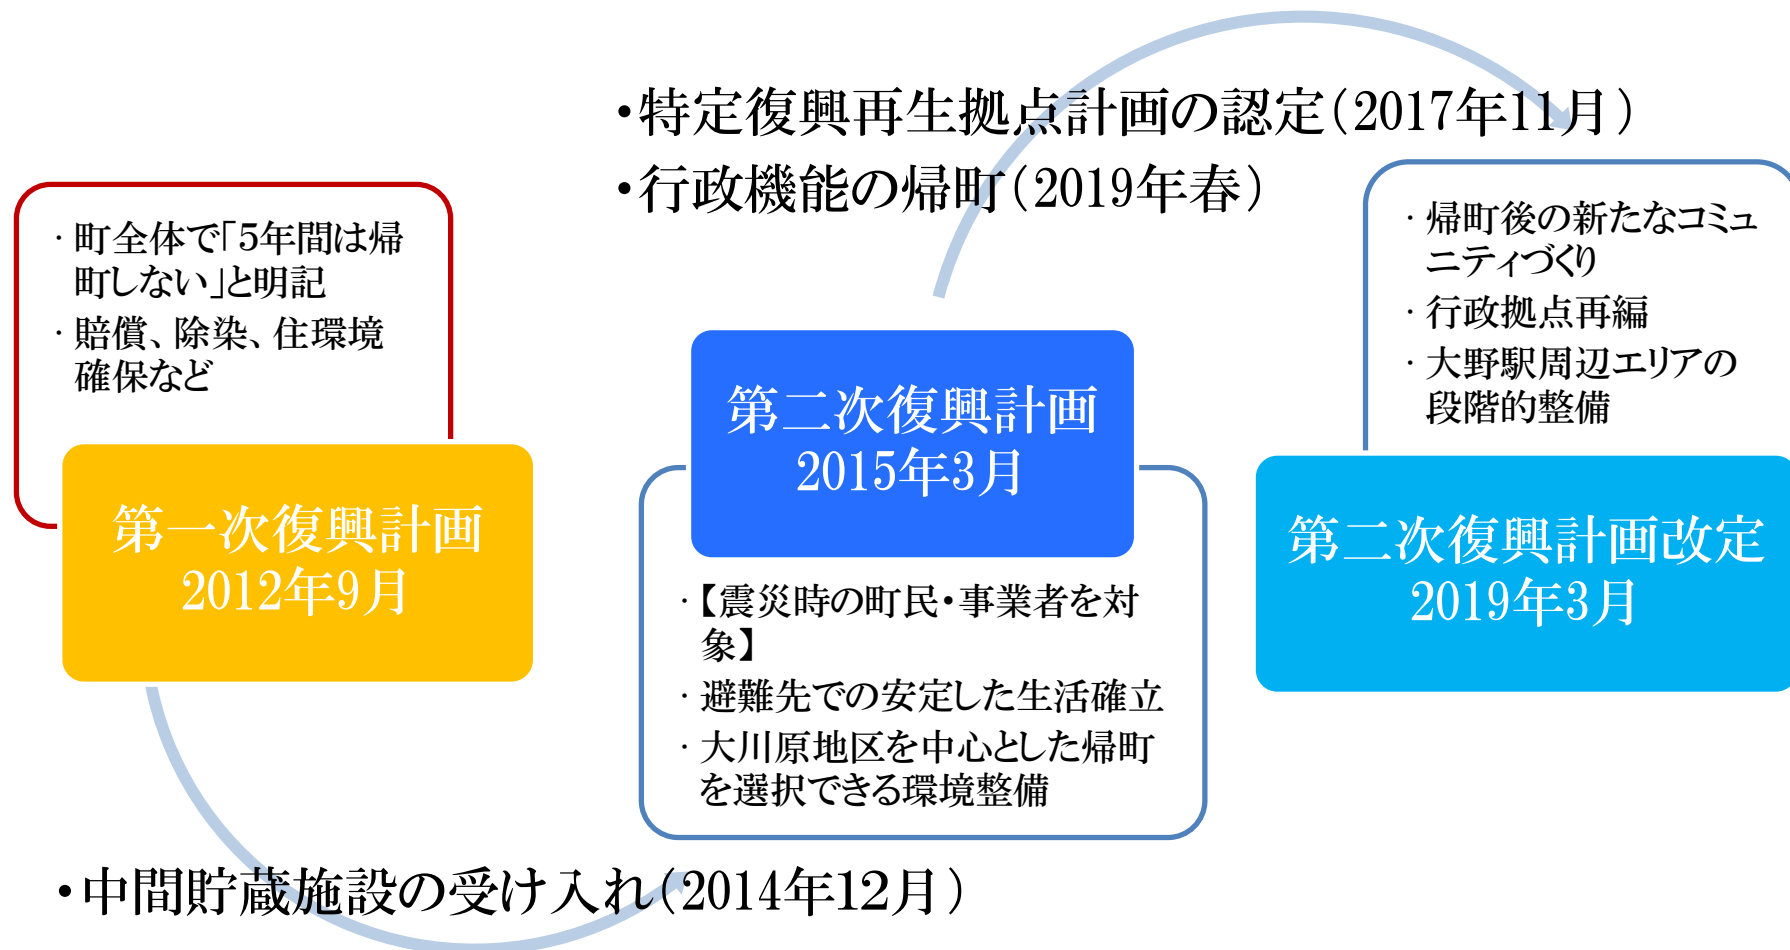 ・特定復興再生拠点計画の認定（2017年11月）
・行政機能の帰町（2019年春）
・町全体で「５年間は帰
町しない」と明記
・賠償、除染、住環境
確保など
第一次復興計画
2012年9月
第二次復興計画
2015年3月
・【震災時の町民・事業者を対
象】
・避難先での安定した生活確立
・大川原地区を中心とした帰町
を選択できる環境整備
・帰町後の新たなコミュ
ニティづくり
・行政拠点再編
・大野駅周辺エリアの
段階的整備
第二次復興計画改定
2019年3月
・中間貯蔵施設の受け入れ（2014年12月）